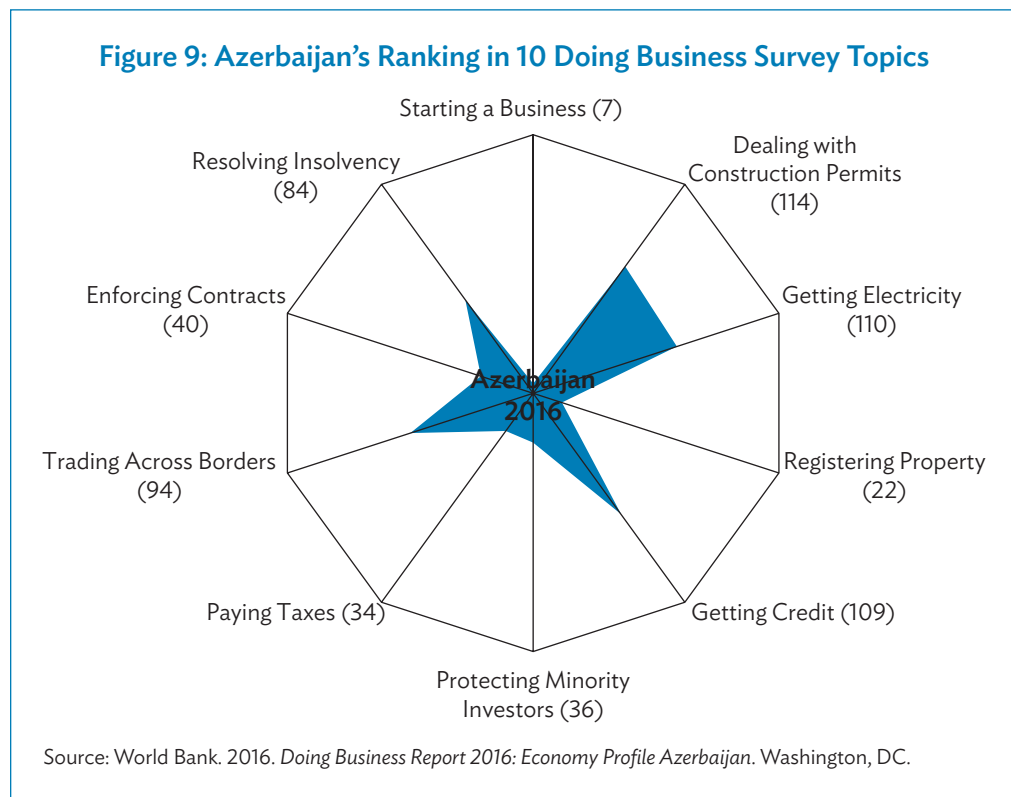 Figure 9: Azerbaijan’s Ranking in 10 Doing Business Survey Topics
Starting a Business (7)
Dealing with
Construction Permits
(114)
Resolving Insolvency
(84)
Getting Electricity
(110)
Enforcing Contracts
(40)
Azerbaijan
2016
Registering Property
(22)
Trading Across Borders
(94)
Getting Credit (109)
Paying Taxes (34)
Protecting Minority
Investors (36)
Source: World Bank. 2016. Doing Business Report 2016: Economy Profile Azerbaijan. Washington, DC.